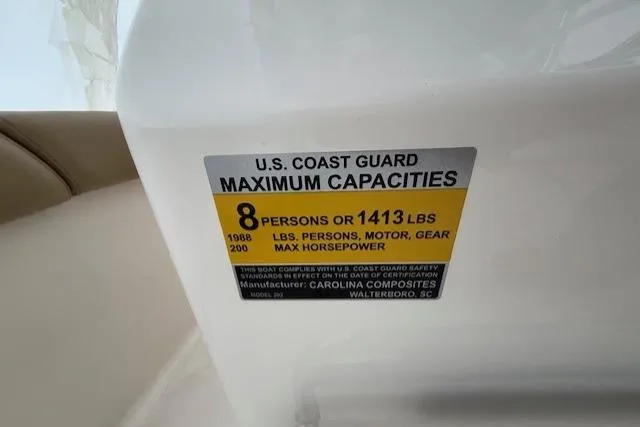 U.S. COAST GUARD
MAXIMUM CAPACITIES
8 PERSONS OR 1413 LBS
1988 LBS. PERSONS, MOTOR, GEAR
200 MAX HORSEPOWER
THIS BOAT COMPLIES WITH U.S. COAST GUARD SAFETY
STANDARDS IN EFFECT ON THE DATE OF CERTIFICATION
Manufacturer: CAROLINA COMPOSITES
MODEL WALTERBORO, SC